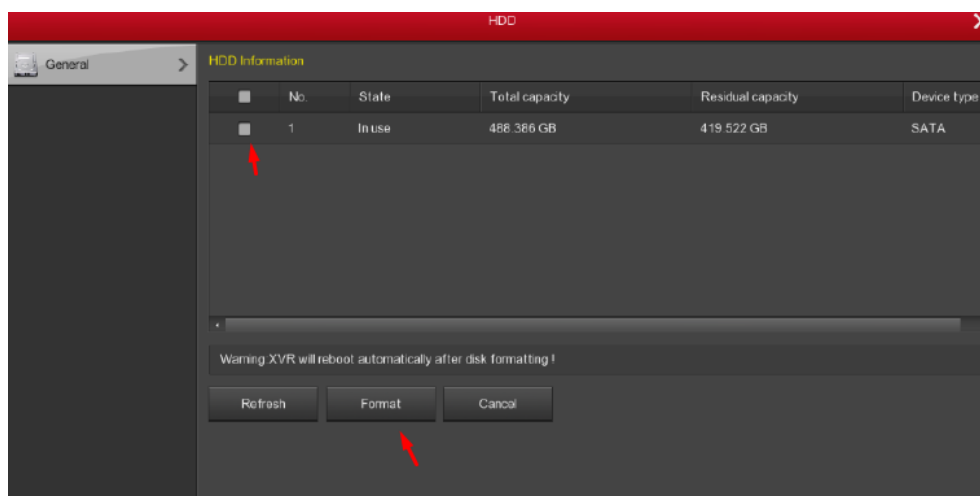 HDD
General
HDD Information
No. State Total capacity Residual capacity Device type
1 In use 488.386 GB 419.522 GB SATA
Warning XVR will reboot automatically after disk formatting !
Refresh Format Cancel